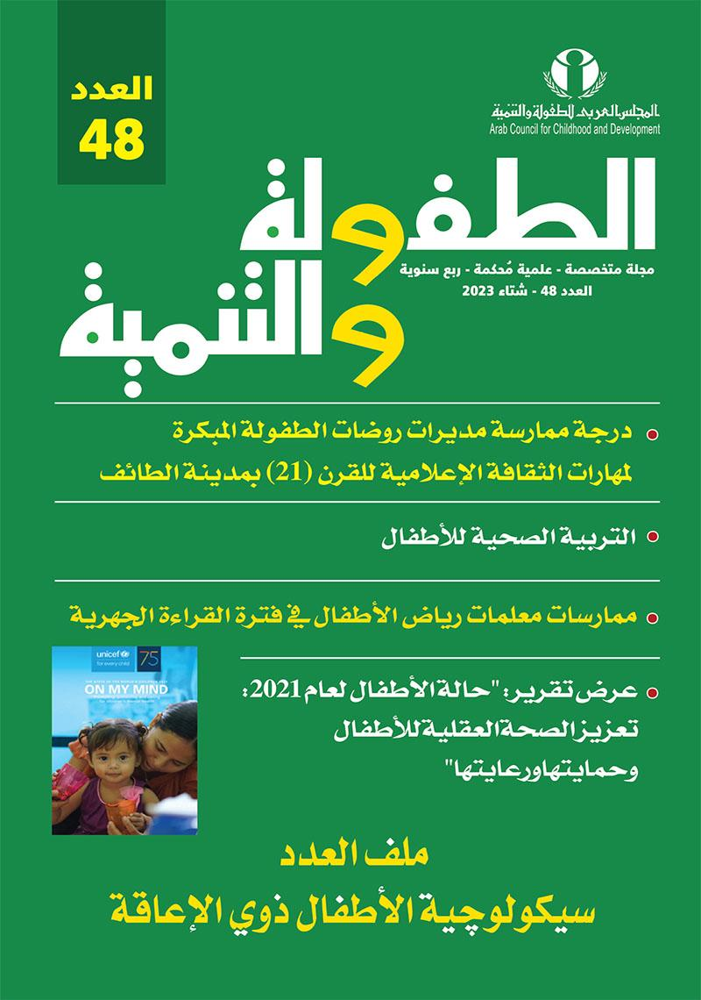 العدد
48
المجلس العربى للطفولة والتنمية
Arab Council for Childhood and Development
الطفولة
والتنمية
مجلة متخصصة - علمية مُحكمة - ربع سنوية
العدد 48 - شتاء 2023
درجة ممارسة مديرات روضات الطفولة المبكرة
لمهارات الثقافة الإعلامية للقرن (21) بمدينة الطائف
التربية الصحية للأطفال
ممارسات معلمات رياض الأطفال في فترة القراءة الجهرية
عرض تقرير: "حالة الأطفال لعام 2021:
تعزيز الصحة العقلية للأطفال
وحمايتها ورعايتها"
unicef
for every child
75
THE STATE OF THE WORLD'S CHILDREN 2021
ON MY MIND
ملف العدد
سيكولوچية الأطفال ذوي الإعاقة